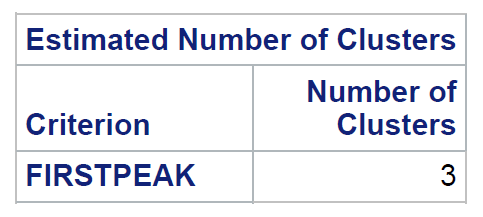 Estimated Number of Clusters
Criterion
Number of
Clusters
FIRSTPEAK
3